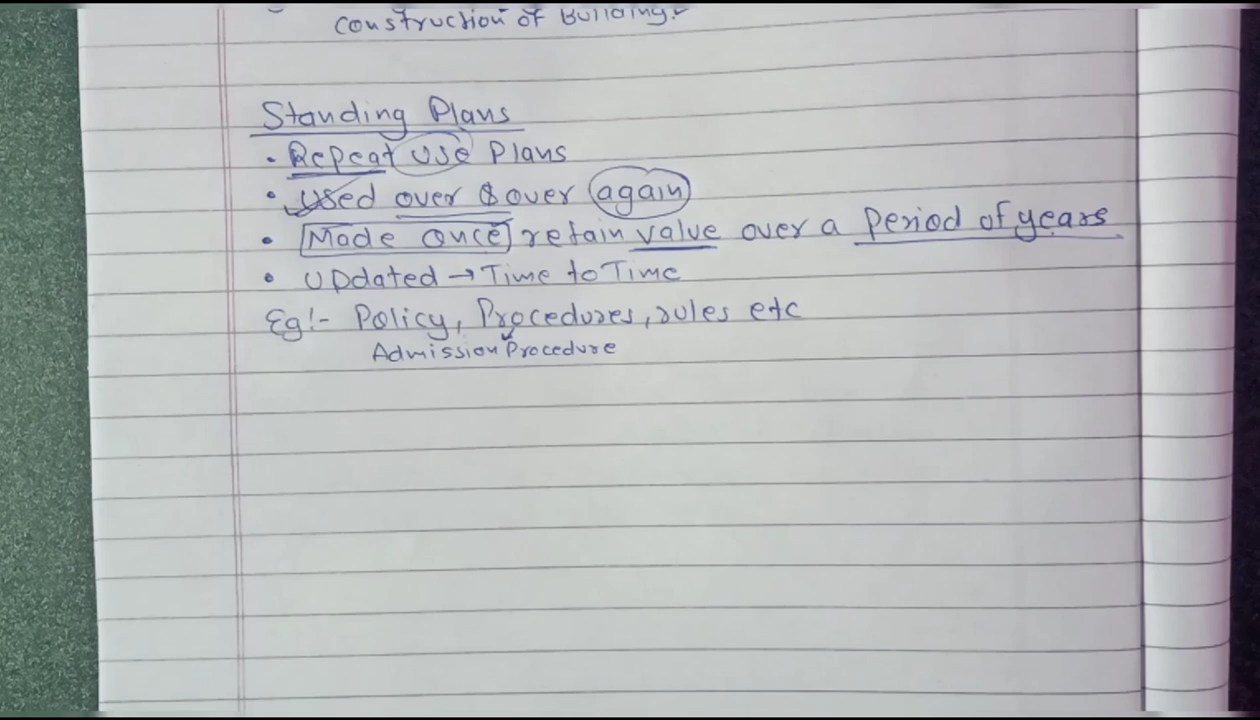 construction of Building.
Standing Plans
• Repeat use Plans
• Used over & over again
• Made once retain value over a Period of years.
• Updated → Time to Time
Eg!- Policy, Procedures, rules etc
Admission Procedure